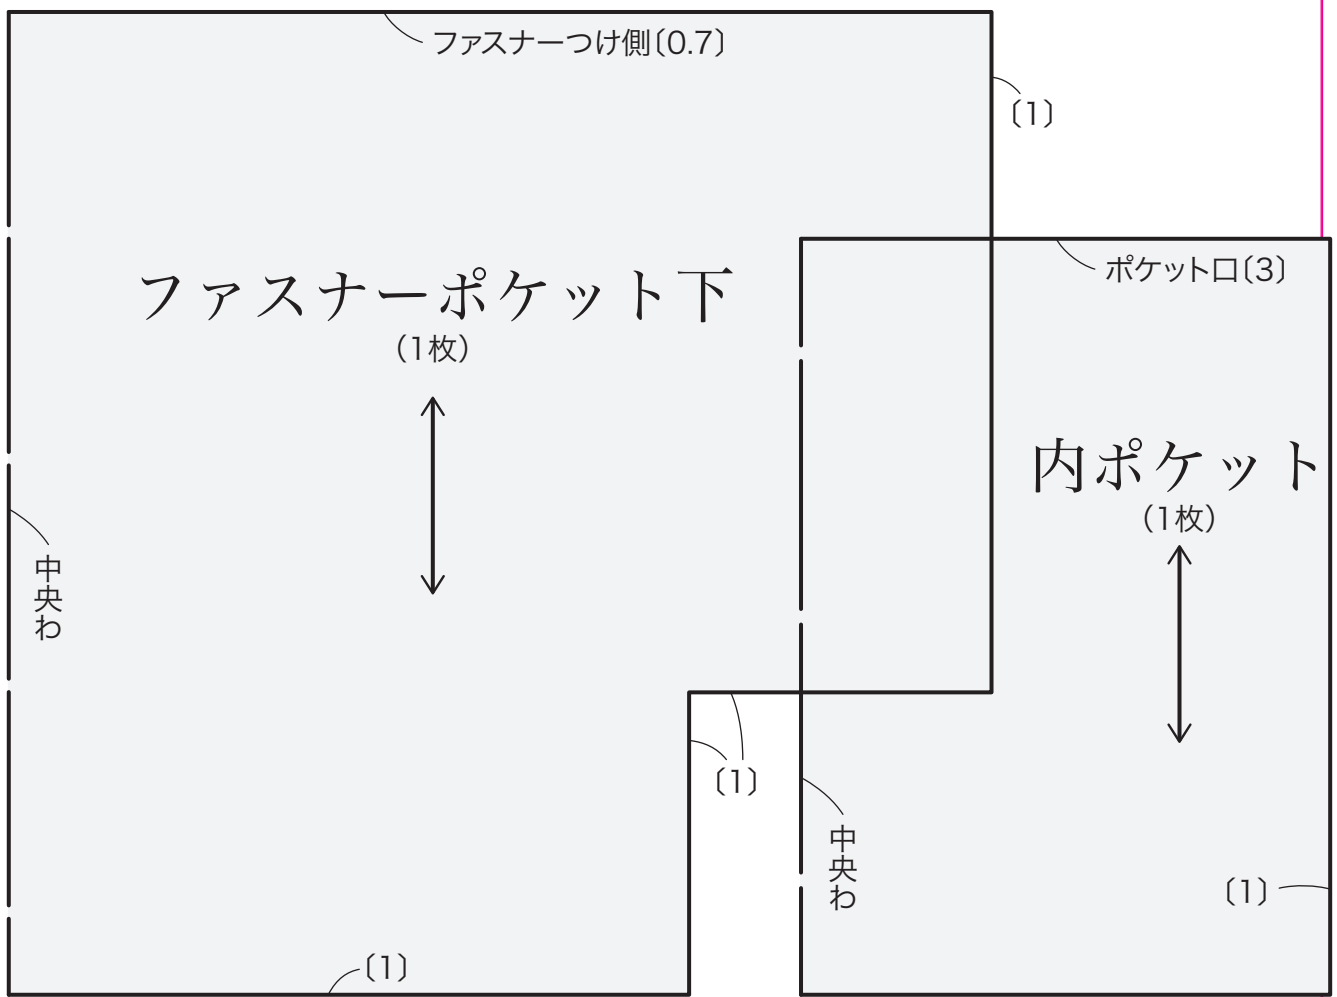 ファスナーつけ側〔0.7〕
〔1〕
ファスナーポケット下
(1枚)
中央わ
〔1〕
〔1〕
ポケット口〔3〕
内ポケット
(1枚)
中央わ
〔1〕